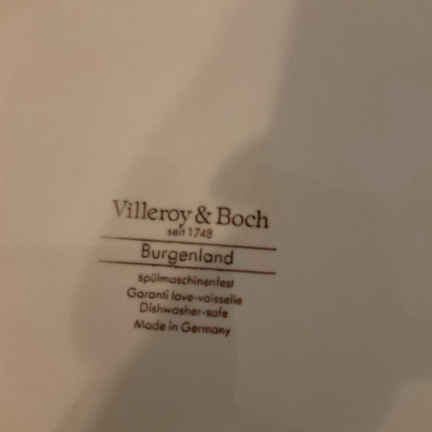 Villeroy & Boch
seit 1748
Burgenland
spülmaschinenfest
Garanti lave-vaisselle
Dishwasher-safe
Made in Germany